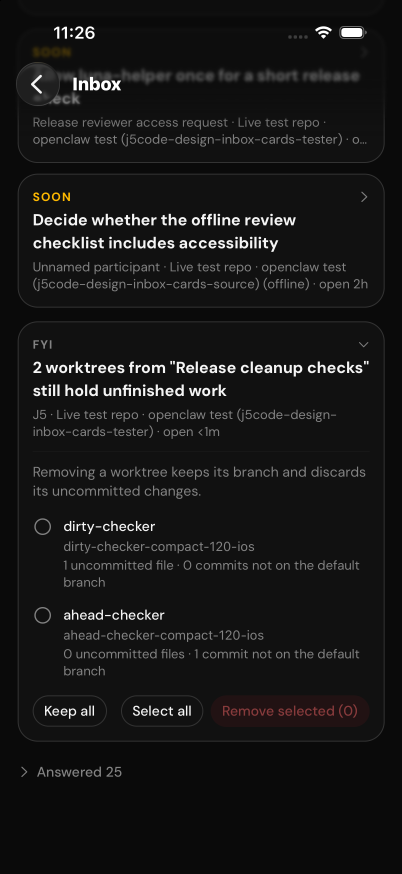 11:26
SOON
Inbox
once for a short release
Release reviewer access request · Live test repo ·
openclaw test (j5code-design-inbox-cards-tester) · o...
SOON
Decide whether the offline review
checklist includes accessibility
Unnamed participant · Live test repo · openclaw test
(j5code-design-inbox-cards-source) (offline) · open 2h
FYI
2 worktrees from "Release cleanup checks"
still hold unfinished work
J5 · Live test repo · openclaw test (j5code-design-
inbox-cards-tester) · open <1m
Removing a worktree keeps its branch and discards
its uncommitted changes.
dirty-checker
dirty-checker-compact-120-ios
1 uncommitted file · 0 commits not on the default
branch
ahead-checker
ahead-checker-compact-120-ios
0 uncommitted files · 1 commit not on the default
branch
Keep all
Select all
Remove selected (0)
Answered 25